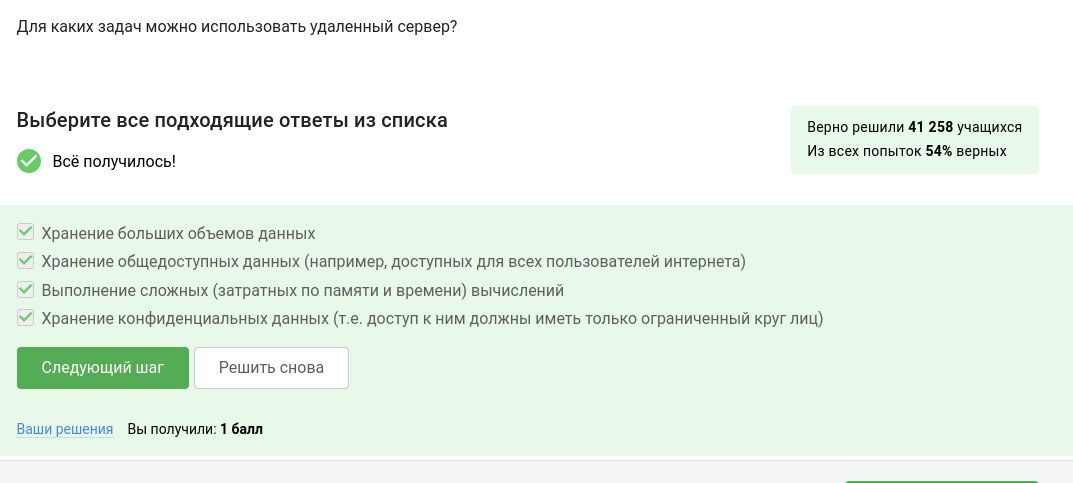 Для каких задач можно использовать удаленный сервер?
Выберите все подходящие ответы из списка
Верно решили 41 258 учащихся
Из всех попыток 54% верных
Всё получилось!
Хранение больших объемов данных
Хранение общедоступных данных (например, доступных для всех пользователей интернета)
Выполнение сложных (затратных по памяти и времени) вычислений
Хранение конфиденциальных данных (т.е. доступ к ним должны иметь только ограниченный круг лиц)
Следующий шаг
Решить снова
Ваши решения Вы получили: 1 балл